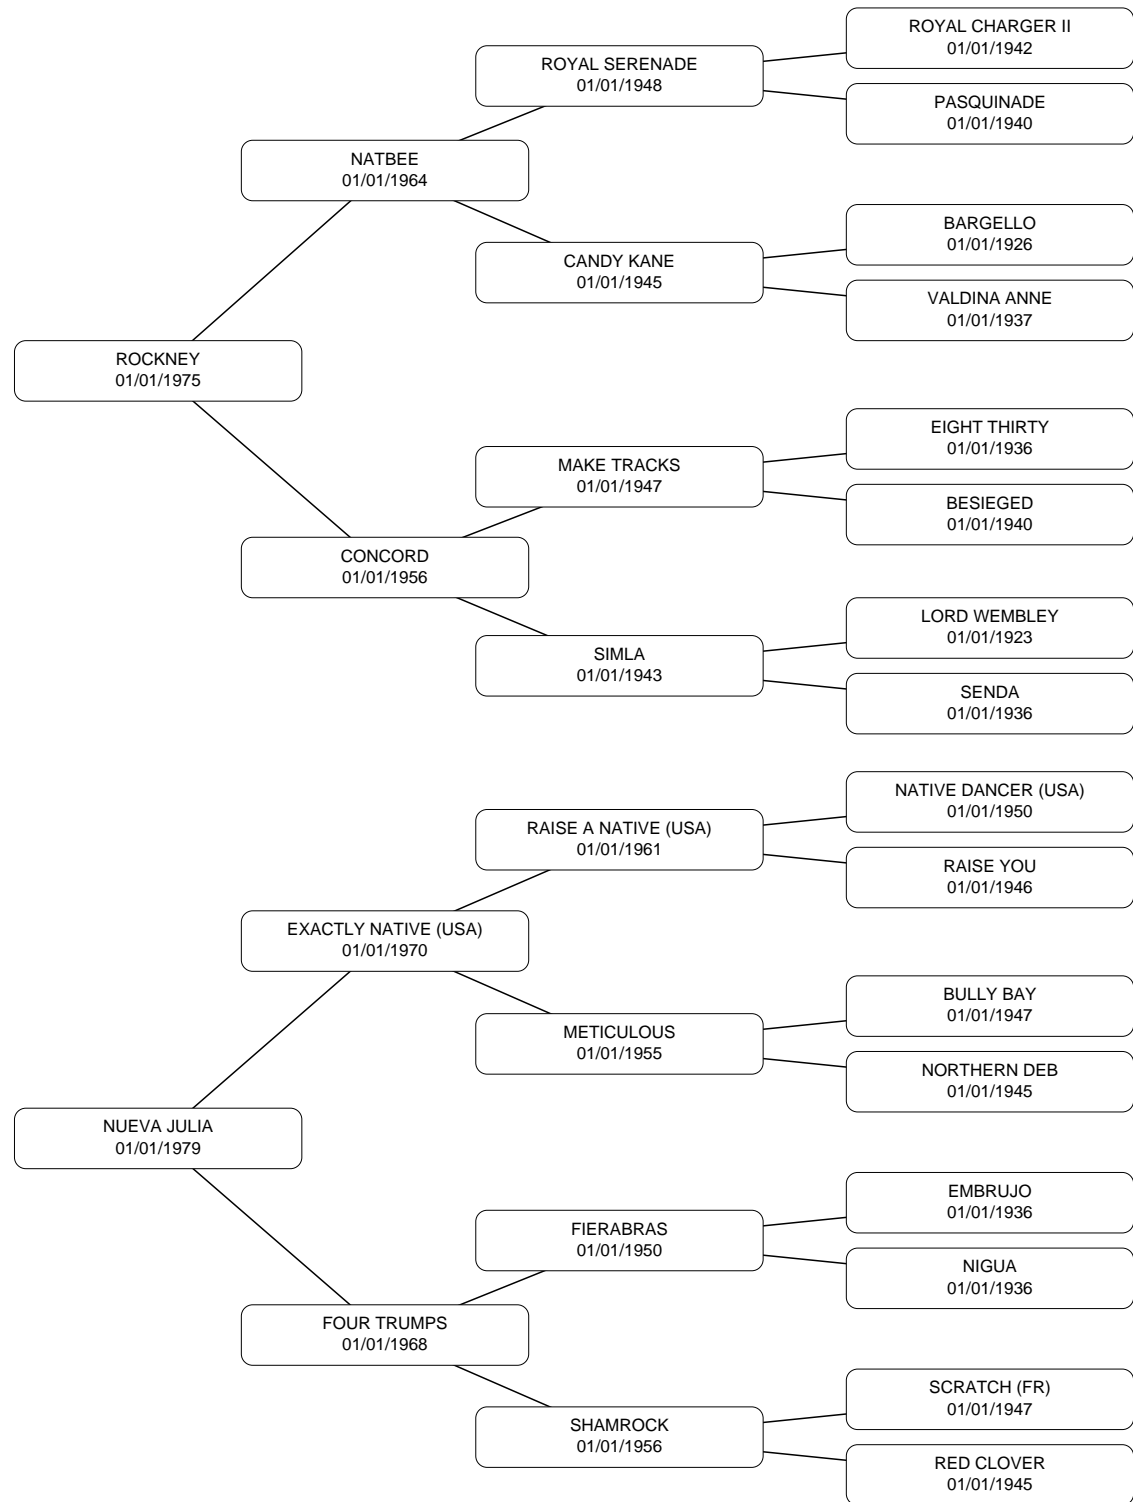 ROYAL CHARGER II
01/01/1942
ROYAL SERENADE
01/01/1948
PASQUINADE
01/01/1940
NATBEE
01/01/1964
BARGELLO
01/01/1926
CANDY KANE
01/01/1945
VALDINA ANNE
01/01/1937
ROCKNEY
01/01/1975
EIGHT THIRTY
01/01/1936
MAKE TRACKS
01/01/1947
BESIEGED
01/01/1940
CONCORD
01/01/1956
LORD WEMBLEY
01/01/1923
SIMLA
01/01/1943
SENDA
01/01/1936
NATIVE DANCER (USA)
01/01/1950
RAISE A NATIVE (USA)
01/01/1961
RAISE YOU
01/01/1946
EXACTLY NATIVE (USA)
01/01/1970
BULLY BAY
01/01/1947
METICULOUS
01/01/1955
NORTHERN DEB
01/01/1945
NUEVA JULIA
01/01/1979
EMBRUJO
01/01/1936
FIERABRAS
01/01/1950
NIGUA
01/01/1936
FOUR TRUMPS
01/01/1968
SCRATCH (FR)
01/01/1947
SHAMROCK
01/01/1956
RED CLOVER
01/01/1945